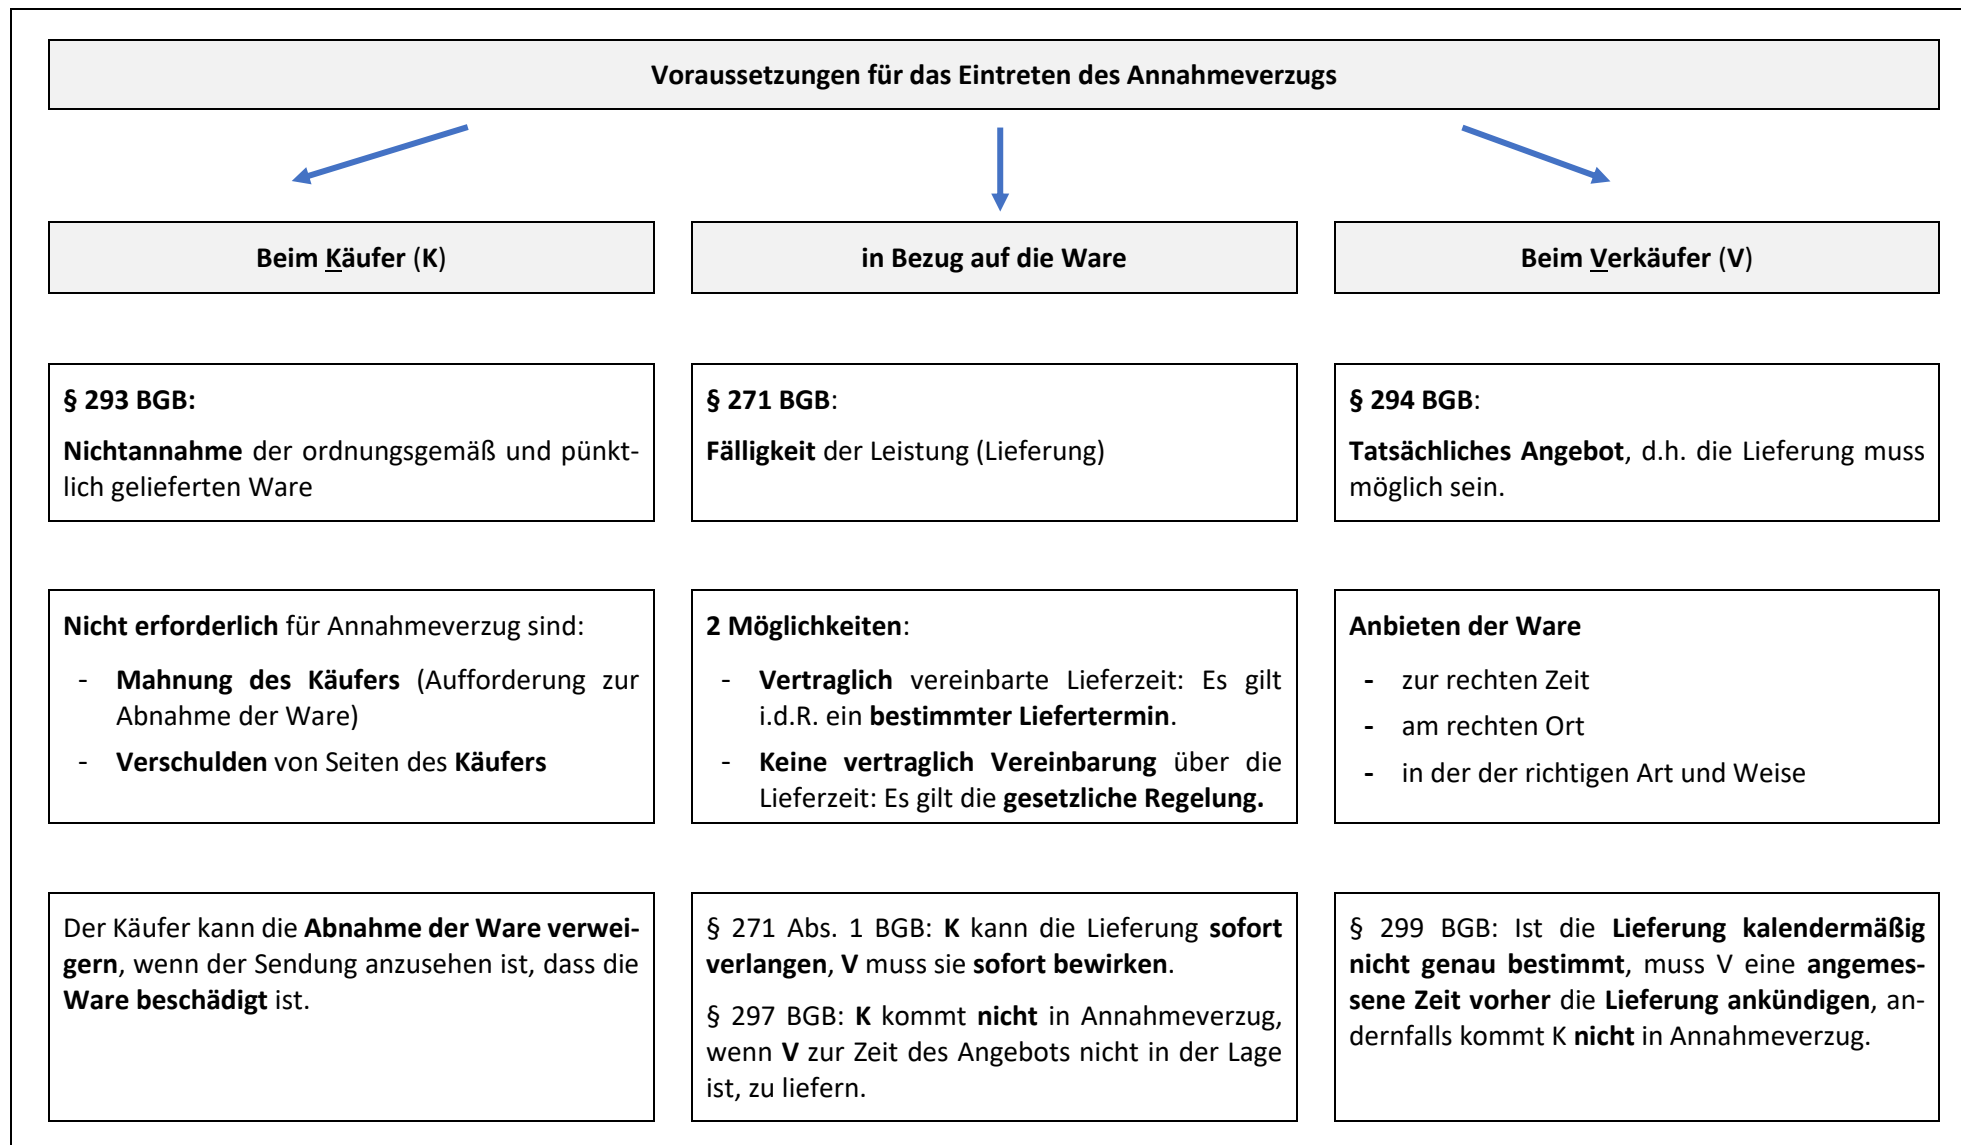 Voraussetzungen für das Eintreten des Annahmeverzugs
Beim Käufer (K)
in Bezug auf die Ware
Beim Verkäufer (V)
§ 293 BGB:
Nichtannahme der ordnungsgemäß und pünkt-
lich gelieferten Ware
§ 271 BGB:
Fälligkeit der Leistung (Lieferung)
§ 294 BGB:
Tatsächliches Angebot, d.h. die Lieferung muss
möglich sein.
Nicht erforderlich für Annahmeverzug sind:
- Mahnung des Käufers (Aufforderung zur
Abnahme der Ware)
- Verschulden von Seiten des Käufers
2 Möglichkeiten:
- Vertraglich vereinbarte Lieferzeit: Es gilt
i.d.R. ein bestimmter Liefertermin.
- Keine vertraglich Vereinbarung über die
Lieferzeit: Es gilt die gesetzliche Regelung.
Anbieten der Ware
- zur rechten Zeit
- am rechten Ort
- in der der richtigen Art und Weise
Der Käufer kann die Abnahme der Ware verwei-
gern, wenn der Sendung anzusehen ist, dass die
Ware beschädigt ist.
§ 271 Abs. 1 BGB: K kann die Lieferung sofort
verlangen, V muss sie sofort bewirken.
§ 297 BGB: K kommt nicht in Annahmeverzug,
wenn V zur Zeit des Angebots nicht in der Lage
ist, zu liefern.
§ 299 BGB: Ist die Lieferung kalendermäßig
nicht genau bestimmt, muss V eine angemes-
sene Zeit vorher die Lieferung ankündigen, an-
dernfalls kommt K nicht in Annahmeverzug.